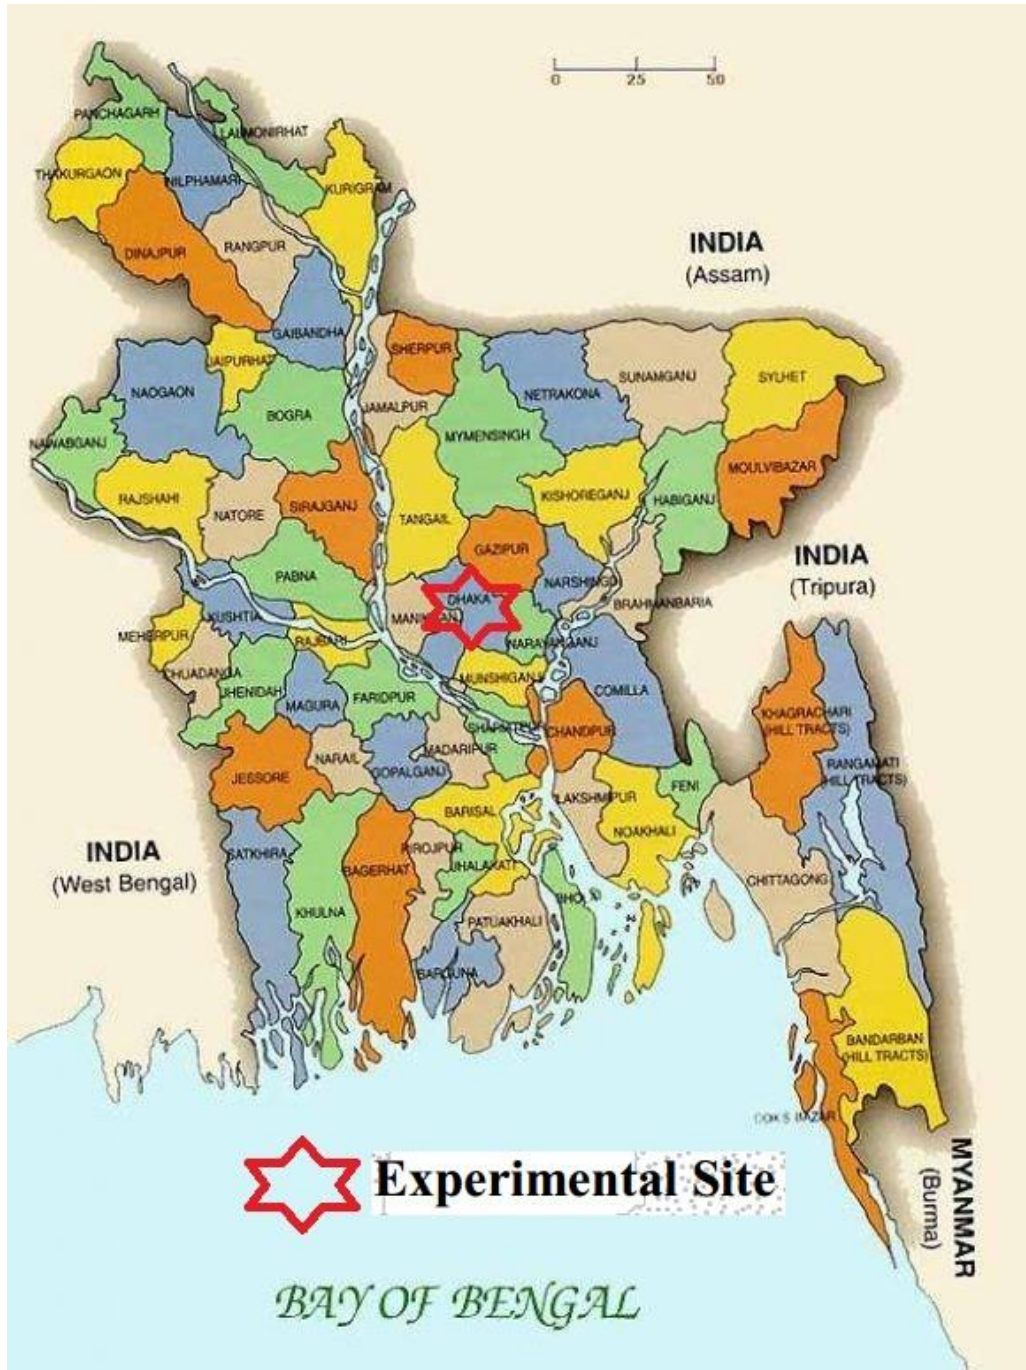 0 25 50
PANCHAGARH
LALMONIRHAT
THAKURGAON
NILPHAMARI
KURIGRAM
DINAJPUR
RANGPUR
INDIA
(Assam)
GAIBANDHA
SHERPUR
JAIPURHAT
NAOGAON
BOGRA
JAMALPUR
NETRAKONA
SUNAMGANJ
SYLHET
NAWABGANJ
MYMENSINGH
RAJSHAHI
NATORE
SIRAJGANJ
TANGAIL
KISHOREGANJ
HABIGANJ
MOULVIBAZAR
GAZIPUR
INDIA
(Tripura)
PABNA
DHAKA
NARSHINGDI
BRAHMANBARIA
KUSHTIA
MEHERPUR
RAJBARI
NARAYANGANJ
CHUADANGA
JHENIDAH
MAGURA
FARIDPUR
MUNSHIGANJ
COMILLA
CHANDPUR
KHAGRACHARI
(HILL TRACTS)
JESSORE
NARAIL
GOPALGANJ
MADARIPUR
RANGAMATI
(HILL TRACTS)
FENI
BARISAL
LAKSHMIPUR
NOAKHALI
INDIA
(West Bengal)
SATKHIRA
KHULNA
BAGERHAT
PIROJPUR
JHALAKATI
CHITTAGONG
PATUAKHALI
BARGUNA
BANDARBAN
(HILL TRACTS)
COX'S BAZAR
MYANMAR
(Burma)
Experimental Site
BAY OF BENGAL